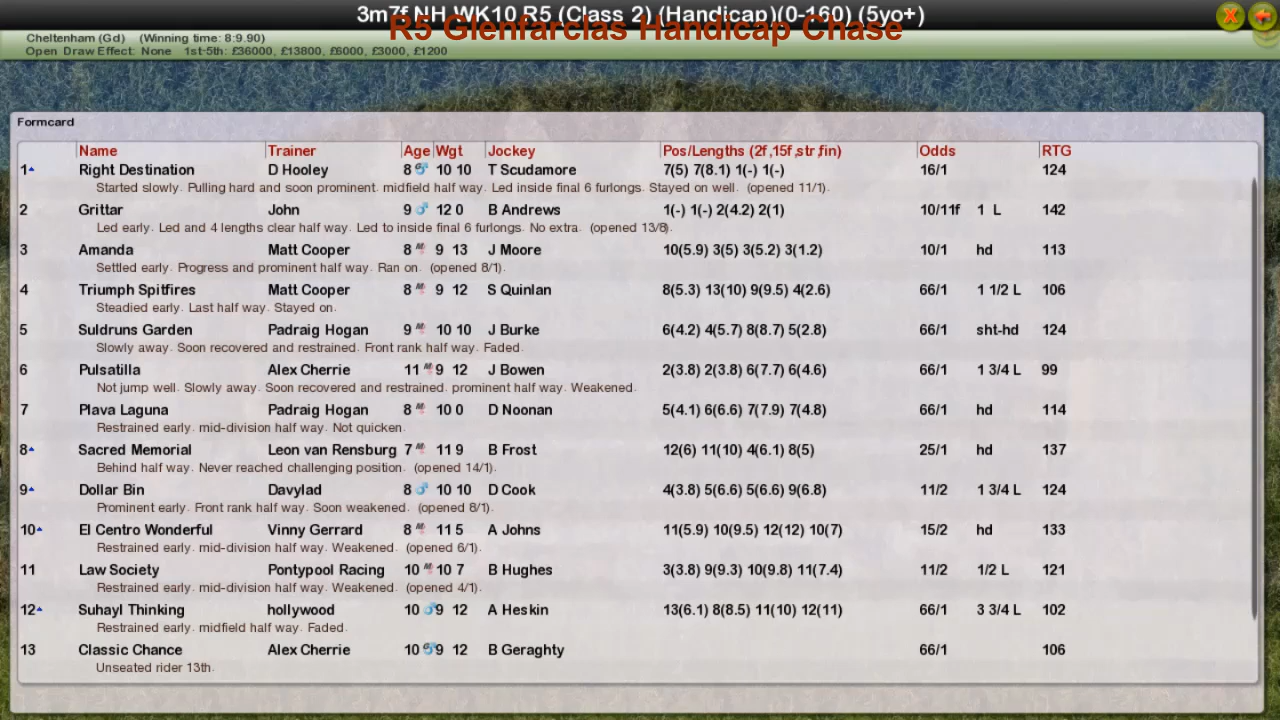 3m7f NH WK10 R5 (Class 2) (Handicap)(0-160) (5yo+)
R5 Glenfarclas Handicap Chase
Cheltenham (Gd) (Winning time: 8:9.90)
Open Draw Effect: None 1st-5th: £36000, £13800, £6000, £3000, £1200
Formcard
Name Trainer Age Wgt Jockey Pos/Lengths (2f,15f,str,fin) Odds RTG
1 Right Destination D Hooley 8 10 10 T Scudamore 7(5) 7(8.1) 1(-) 1(-) 16/1 124
Started slowly. Pulling hard and soon prominent. midfield half way. Led inside final 6 furlongs. Stayed on well. (opened 11/1).
2 Grittar John 9 12 0 B Andrews 1(-) 1(-) 2(4.2) 2(1) 10/11f 1 L 142
Led early. Led and 4 lengths clear half way. Led to inside final 6 furlongs. No extra. (opened 13/8).
3 Amanda Matt Cooper 8 9 13 J Moore 10(5.9) 3(5) 3(5.2) 3(1.2) 10/1 hd 113
Settled early. Progress and prominent half way. Ran on. (opened 8/1).
4 Triumph Spitfires Matt Cooper 8 9 12 S Quinlan 8(5.3) 13(10) 9(9.5) 4(2.6) 66/1 1 1/2 L 106
Steadied early. Last half way. Stayed on.
5 Suldruns Garden Padraig Hogan 9 10 10 J Burke 6(4.2) 4(5.7) 8(8.7) 5(2.8) 66/1 sht-hd 124
Slowly away. Soon recovered and restrained. Front rank half way. Faded.
6 Pulsatilla Alex Cherrie 11 9 12 J Bowen 2(3.8) 2(3.8) 6(7.7) 6(4.6) 66/1 1 3/4 L 99
Not jump well. Slowly away. Soon recovered and restrained. prominent half way. Weakened.
7 Plava Laguna Padraig Hogan 8 10 0 D Noonan 5(4.1) 6(6.6) 7(7.9) 7(4.8) 66/1 hd 114
Restrained early. mid-division half way. Not quicken.
8 Sacred Memorial Leon van Rensburg 7 11 9 B Frost 12(6) 11(10) 4(6.1) 8(5) 25/1 hd 137
Behind half way. Never reached challenging position. (opened 14/1).
9 Dollar Bin Davylad 8 10 10 D Cook 4(3.8) 5(6.6) 5(6.6) 9(6.8) 11/2 1 3/4 L 124
Prominent early. Front rank half way. Soon weakened. (opened 8/1).
10 El Centro Wonderful Vinny Gerrard 8 11 5 A Johns 11(5.9) 10(9.5) 12(12) 10(7) 15/2 hd 133
Restrained early. mid-division half way. Weakened. (opened 6/1).
11 Law Society Pontypool Racing 10 10 7 B Hughes 3(3.8) 9(9.3) 10(9.8) 11(7.4) 11/2 1/2 L 121
Restrained early. mid-division half way. Weakened. (opened 4/1).
12 Suhayl Thinking hollywood 10 9 12 A Heskin 13(6.1) 8(8.5) 11(10) 12(11) 66/1 3 3/4 L 102
Restrained early. midfield half way. Faded.
13 Classic Chance Alex Cherrie 10 9 12 B Geraghty 66/1 106
Unseated rider 13th.